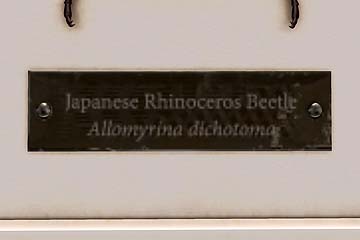 Japanese Rhinoceros Beetle
Allomyrina dichotoma